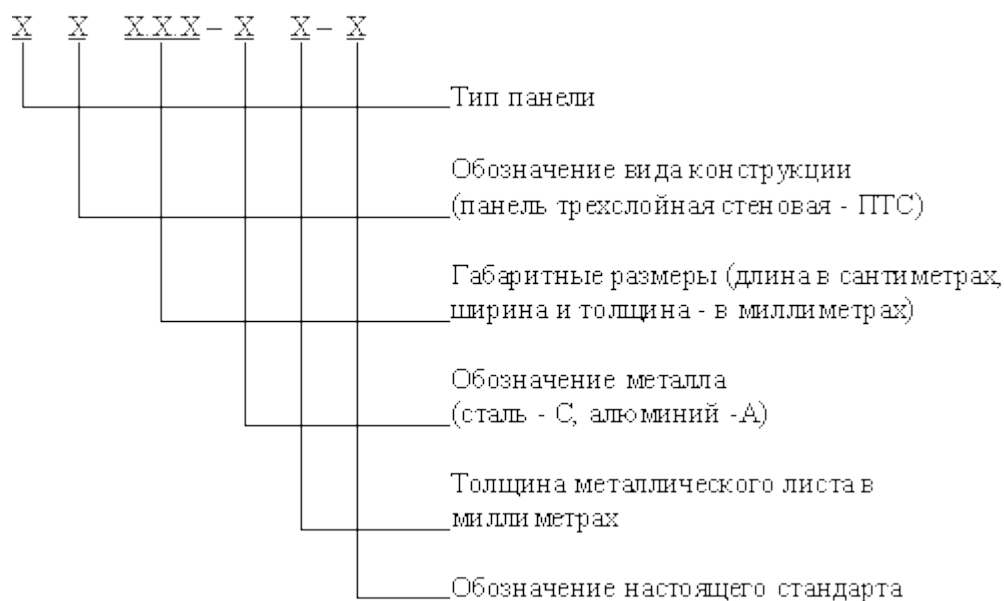 X X X.X.X – X X – X
Тип панели
Обозначение вида конструкции
(панель трехслойная стеновая - ПТС)
Габаритные размеры (длина в сантиметрах,
ширина и толщина - в миллиметрах)
Обозначение металла
(сталь - С, алюминий -А)
Толщина металлического листа в
миллиметрах
Обозначение настоящего стандарта